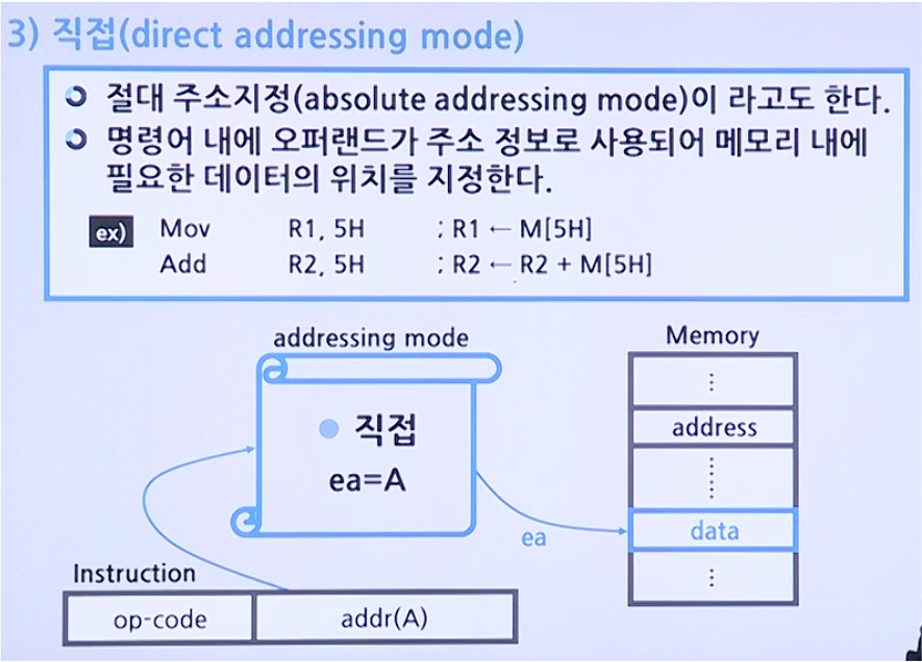 3) 직접(direct addressing mode)
절대 주소지정(absolute addressing mode)이 라고도 한다.
명령어 내에 오퍼랜드가 주소 정보로 사용되어 메모리 내에
필요한 데이터의 위치를 지정한다.
ex) Mov R1, 5H ; R1 ← M[5H]
Add R2, 5H ; R2 ← R2 + M[5H]
addressing mode
Memory
⋮
address
● 직접
ea=A
⋮
data
ea
⋮
Instruction
op-code addr(A)